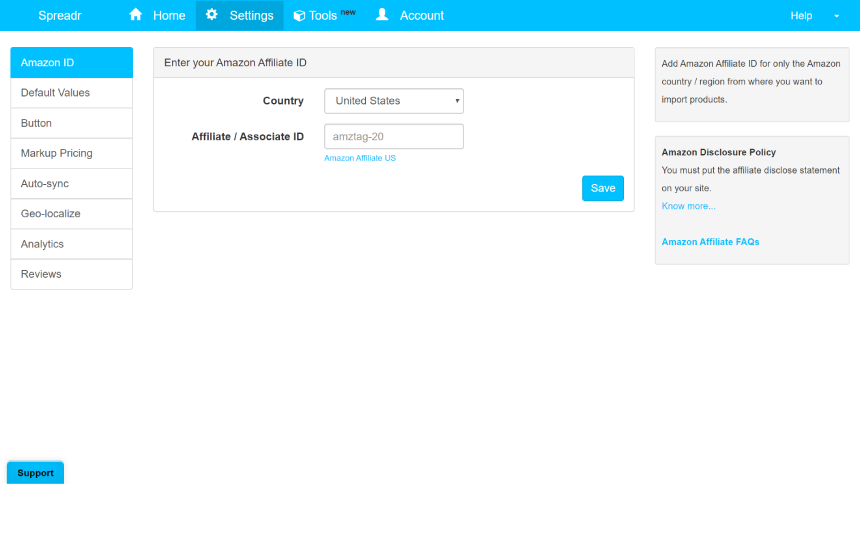 Spreadr Home Settings Tools new Account Help
Amazon ID
Default Values
Button
Markup Pricing
Auto-sync
Geo-localize
Analytics
Reviews
Enter your Amazon Affiliate ID
Country United States
Affiliate / Associate ID amztag-20
Amazon Affiliate US
Save
Add Amazon Affiliate ID for only the Amazon
country / region from where you want to
import products.
Amazon Disclosure Policy
You must put the affiliate disclose statement
on your site.
Know more...
Amazon Affiliate FAQs
Support